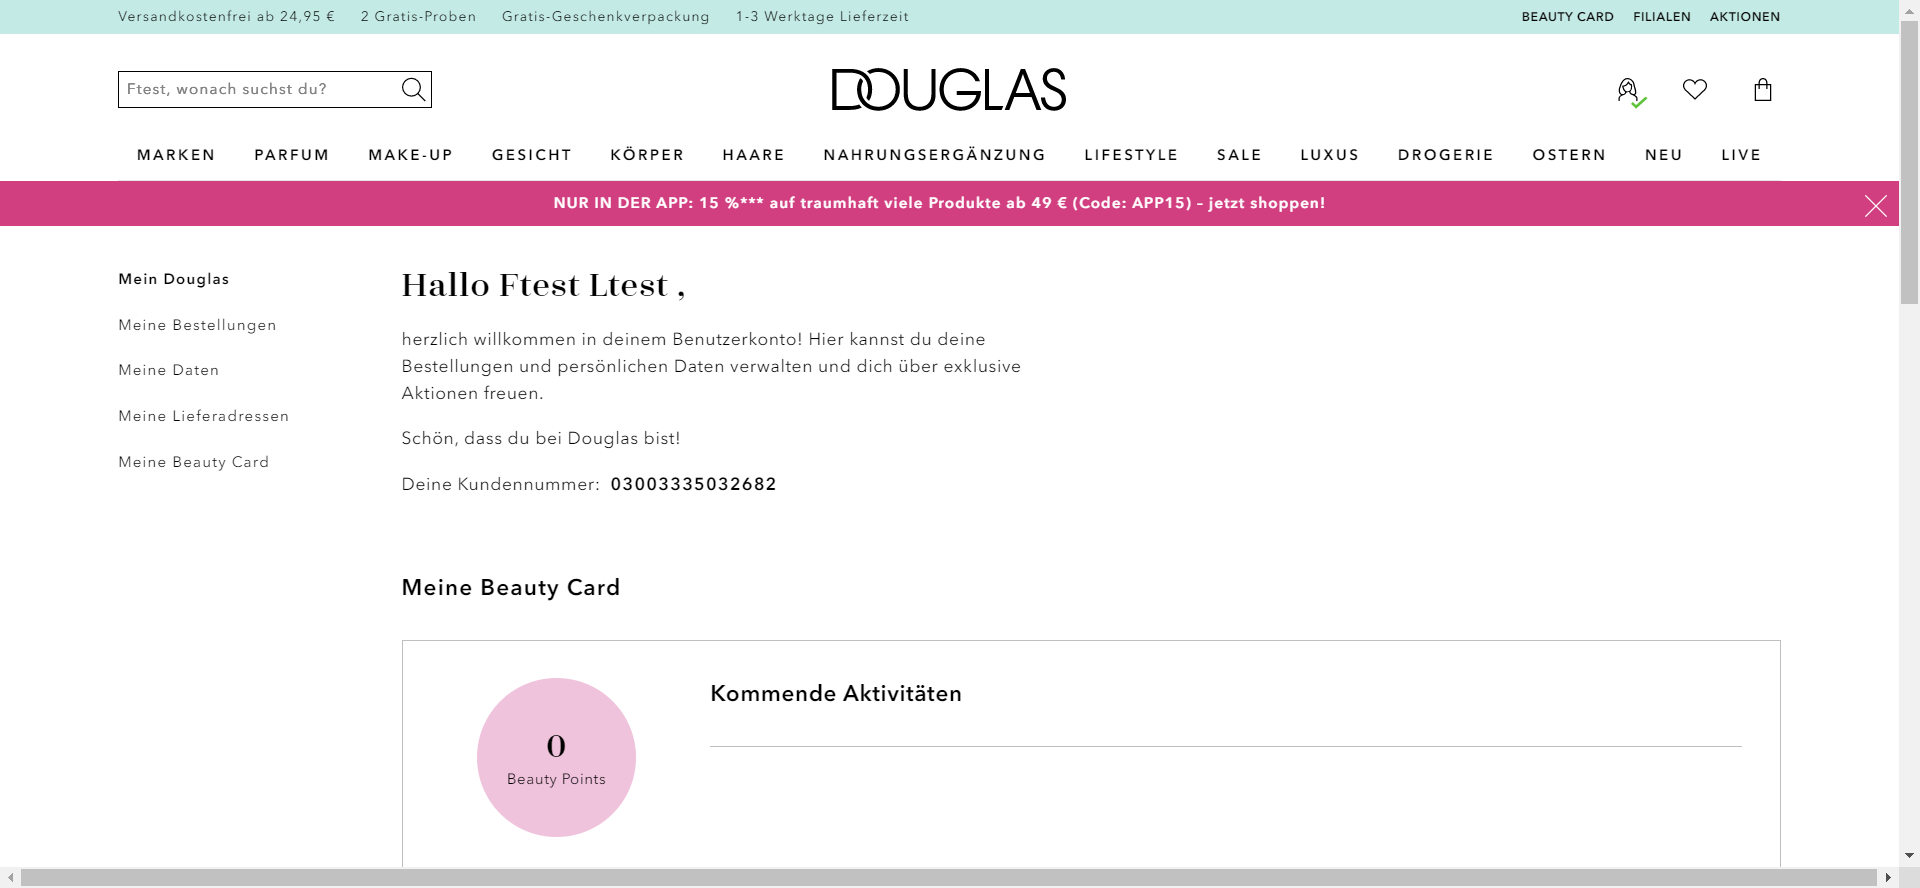 Versandkostenfrei ab 24,95 € 2 Gratis-Proben Gratis-Geschenkverpackung 1-3 Werktage Lieferzeit BEAUTY CARD FILIALEN AKTIONEN
Ftest, wonach suchst du?
DOUGLAS
MARKEN PARFUM MAKE-UP GESICHT KÖRPER HAARE NAHRUNGSERGÄNZUNG LIFESTYLE SALE LUXUS DROGERIE OSTERN NEU LIVE
NUR IN DER APP: 15 %*** auf traumhaft viele Produkte ab 49 € (Code: APP15) – jetzt shoppen!
Mein Douglas
Meine Bestellungen
Meine Daten
Meine Lieferadressen
Meine Beauty Card
Hallo Ftest Ltest ,
herzlich willkommen in deinem Benutzerkonto! Hier kannst du deine
Bestellungen und persönlichen Daten verwalten und dich über exklusive
Aktionen freuen.
Schön, dass du bei Douglas bist!
Deine Kundennummer: 03003335032682
Meine Beauty Card
0
Beauty Points
Kommende Aktivitäten